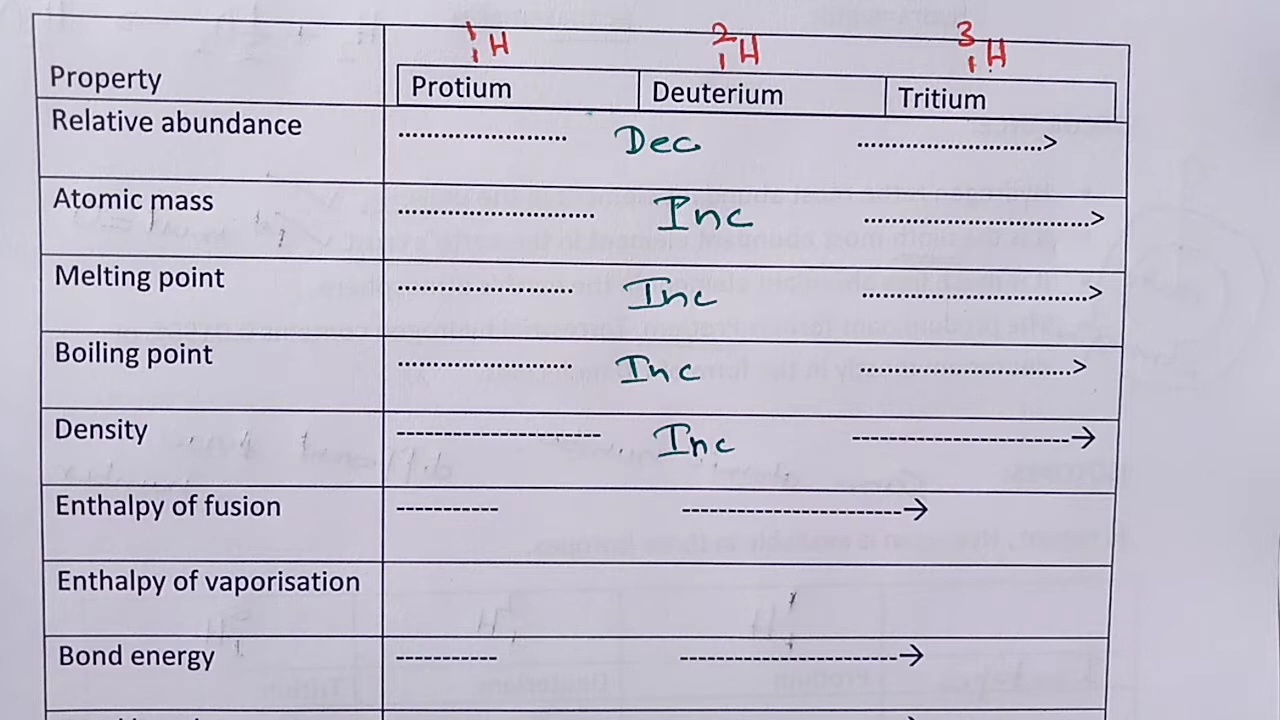 ¹₁H ²₁H ³₁H
Property Protium Deuterium Tritium
Relative abundance .................... Dec ......................>
Atomic mass ....................... Inc ............................>
Melting point .................... Inc ............................>
Boiling point .................... Inc ..........................>
Density --------------------- Inc ---------------------→
Enthalpy of fusion ---------- ---------------------→
Enthalpy of vaporisation
Bond energy ---------- ---------------------→